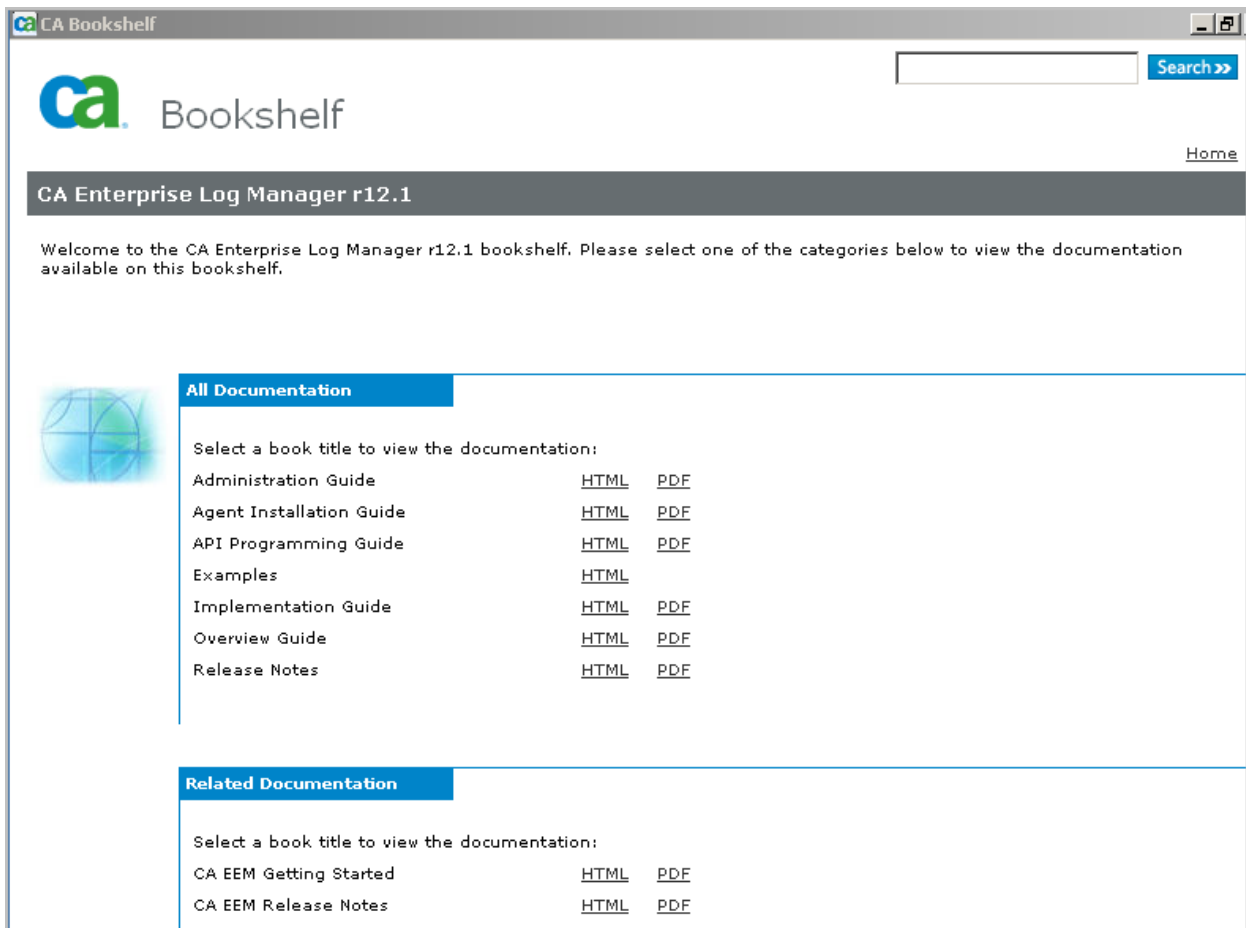 CA Bookshelf
Search >>
ca. Bookshelf
Home
CA Enterprise Log Manager r12.1
Welcome to the CA Enterprise Log Manager r12.1 bookshelf. Please select one of the categories below to view the documentation
available on this bookshelf.
All Documentation
Select a book title to view the documentation:
Administration Guide HTML PDF
Agent Installation Guide HTML PDF
API Programming Guide HTML PDF
Examples HTML
Implementation Guide HTML PDF
Overview Guide HTML PDF
Release Notes HTML PDF
Related Documentation
Select a book title to view the documentation:
CA EEM Getting Started HTML PDF
CA EEM Release Notes HTML PDF